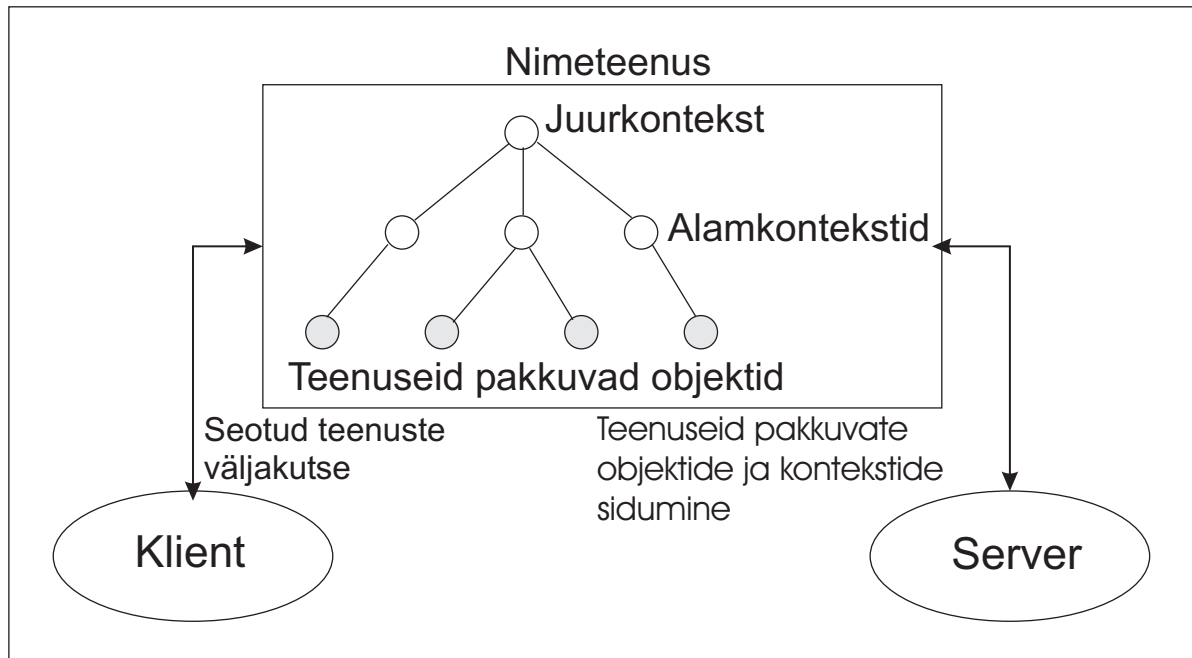 Nimeteenus
Juurkontekst
Alamkontekstid
Teenuseid pakkuvad objektid
Seotud teenuste
väljakutse
Teenuseid pakkuvate
objektide ja kontekstide
sidumine
Klient
Server